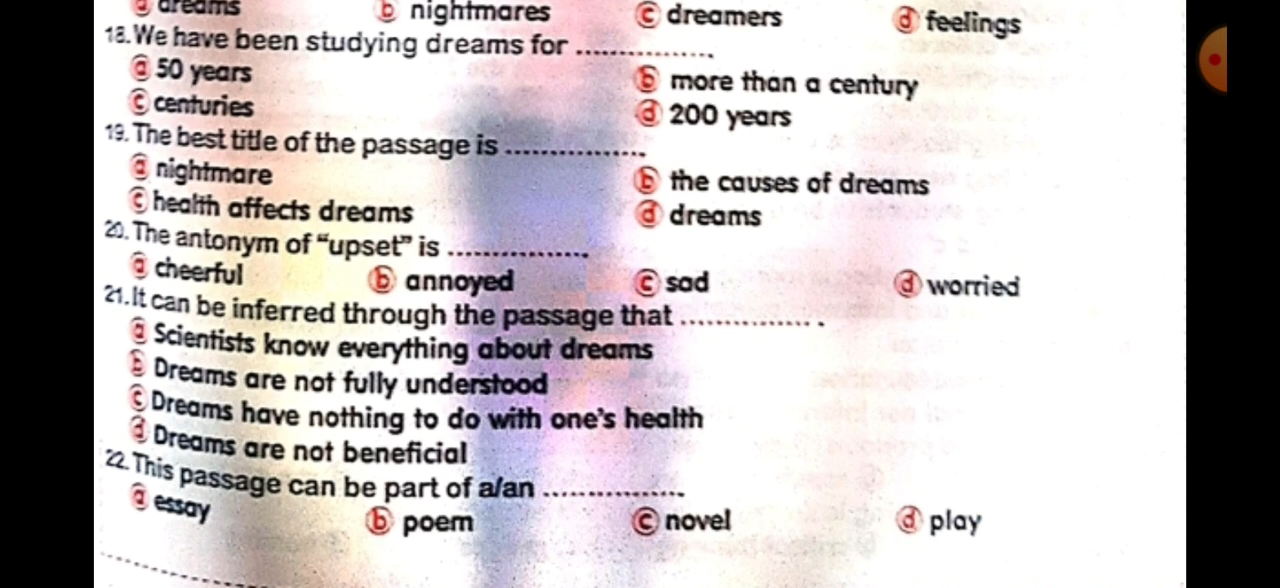 a dreams b nightmares c dreamers d feelings
18. We have been studying dreams for ...............
a 50 years b more than a century
c centuries d 200 years
19. The best title of the passage is ...............
a nightmare b the causes of dreams
c health affects dreams d dreams
20. The antonym of "upset" is ...............
a cheerful b annoyed c sad d worried
21. It can be inferred through the passage that ............... .
a Scientists know everything about dreams
b Dreams are not fully understood
c Dreams have nothing to do with one's health
d Dreams are not beneficial
22. This passage can be part of a/an ...............
a essay b poem c novel d play